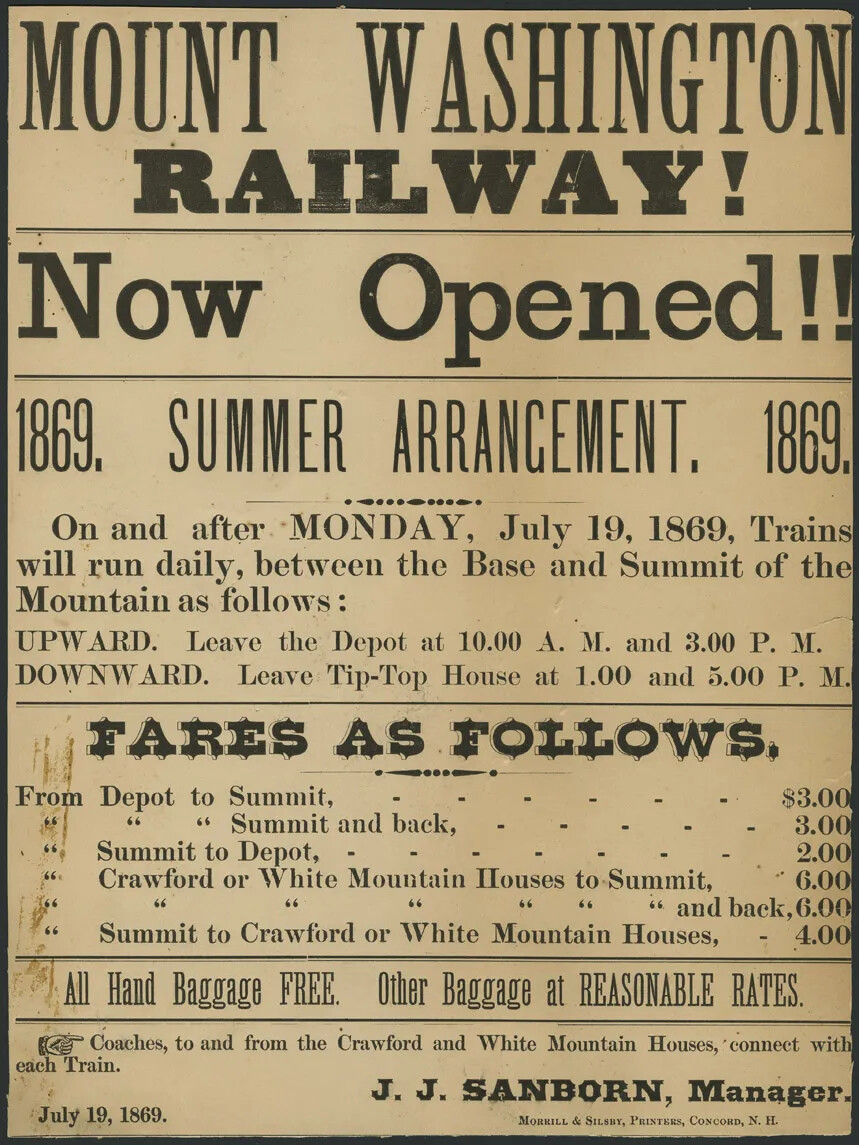 MOUNT WASHINGTON
RAILWAY!
Now Opened!!
1869. SUMMER ARRANGEMENT. 1869.
On and after MONDAY, July 19, 1869, Trains
will run daily, between the Base and Summit of the
Mountain as follows:
UPWARD. Leave the Depot at 10.00 A. M. and 3.00 P. M.
DOWNWARD. Leave Tip-Top House at 1.00 and 5.00 P. M.
FARES AS FOLLOWS.
From Depot to Summit, - - - - - - $3.00
“ “ “ Summit and back, - - - - - 3.00
“ Summit to Depot, - - - - - - - 2.00
“ Crawford or White Mountain Houses to Summit, 6.00
“ “ “ “ “ “ “ and back, 6.00
“ Summit to Crawford or White Mountain Houses, - 4.00
All Hand Baggage FREE. Other Baggage at REASONABLE RATES.
☞ Coaches, to and from the Crawford and White Mountain Houses, connect with
each Train.
J. J. SANBORN, Manager.
July 19, 1869.
MORRILL & SILSBY, PRINTERS, CONCORD, N. H.